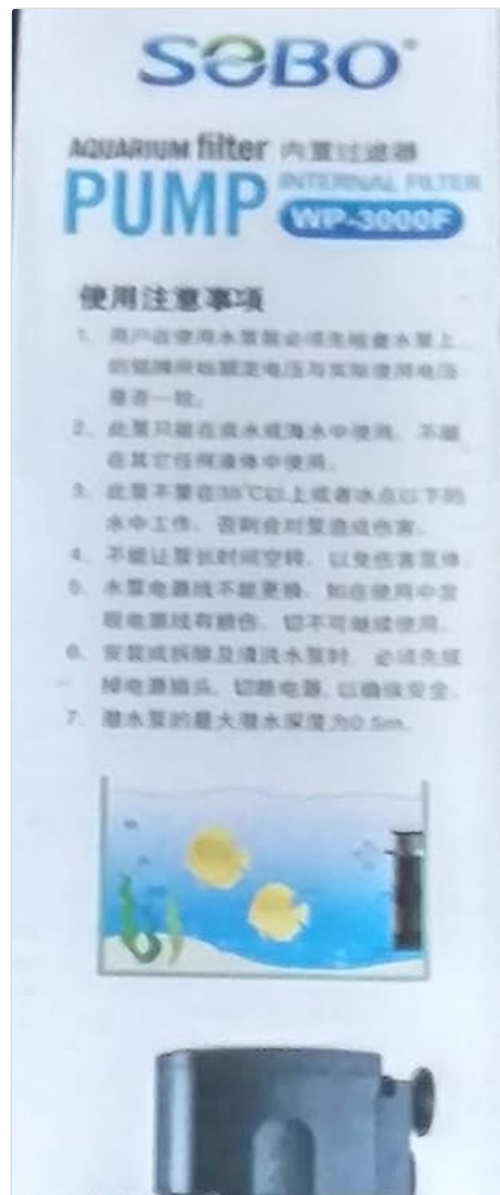 SOBO
AQUARIUM filter 内置过滤器
PUMP INTERNAL FILTER
WP-3000F
使用注意事項
1、用户在使用水泵前必须先检查水泵上
的铭牌所标额定电压与实际使用电压
是否一致。
2、此泵只能在淡水或海水中使用，不能
在其它任何液体中使用。
3、此泵不要在35℃以上或者冰点以下的
水中工作，否则会对泵造成伤害。
4、不能让泵长时间空转，以免伤害泵体
5、水泵电源线不能更换，如在使用中发
现电源线有损伤，切不可继续使用。
6、安装或拆除及清洗水泵时，必须先拔
掉电源插头，切断电源，以确保安全。
7、潜水泵的最大潜水深度为0.5m。